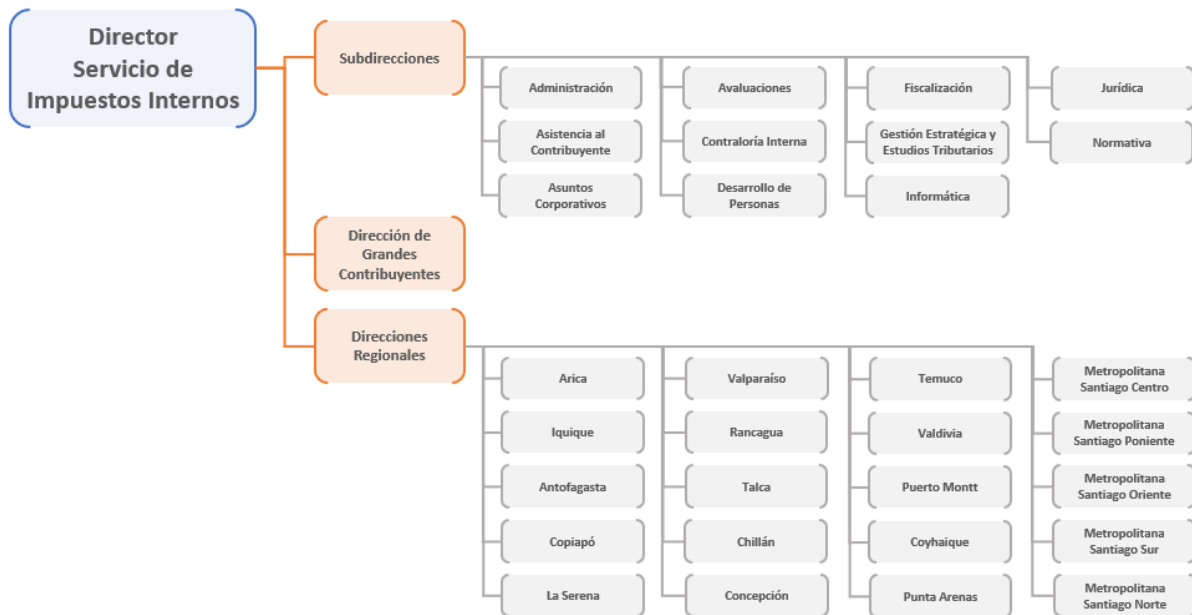 Director
Servicio de
Impuestos Internos
Subdirecciones
Administración
Asistencia al
Contribuyente
Asuntos
Corporativos
Avaluaciones
Contraloría Interna
Desarrollo de
Personas
Fiscalización
Gestión Estratégica y
Estudios Tributarios
Informática
Jurídica
Normativa
Dirección de
Grandes
Contribuyentes
Direcciones
Regionales
Arica
Iquique
Antofagasta
Copiapó
La Serena
Valparaíso
Rancagua
Talca
Chillán
Concepción
Temuco
Valdivia
Puerto Montt
Coyhaique
Punta Arenas
Metropolitana
Santiago Centro
Metropolitana
Santiago Poniente
Metropolitana
Santiago Oriente
Metropolitana
Santiago Sur
Metropolitana
Santiago Norte